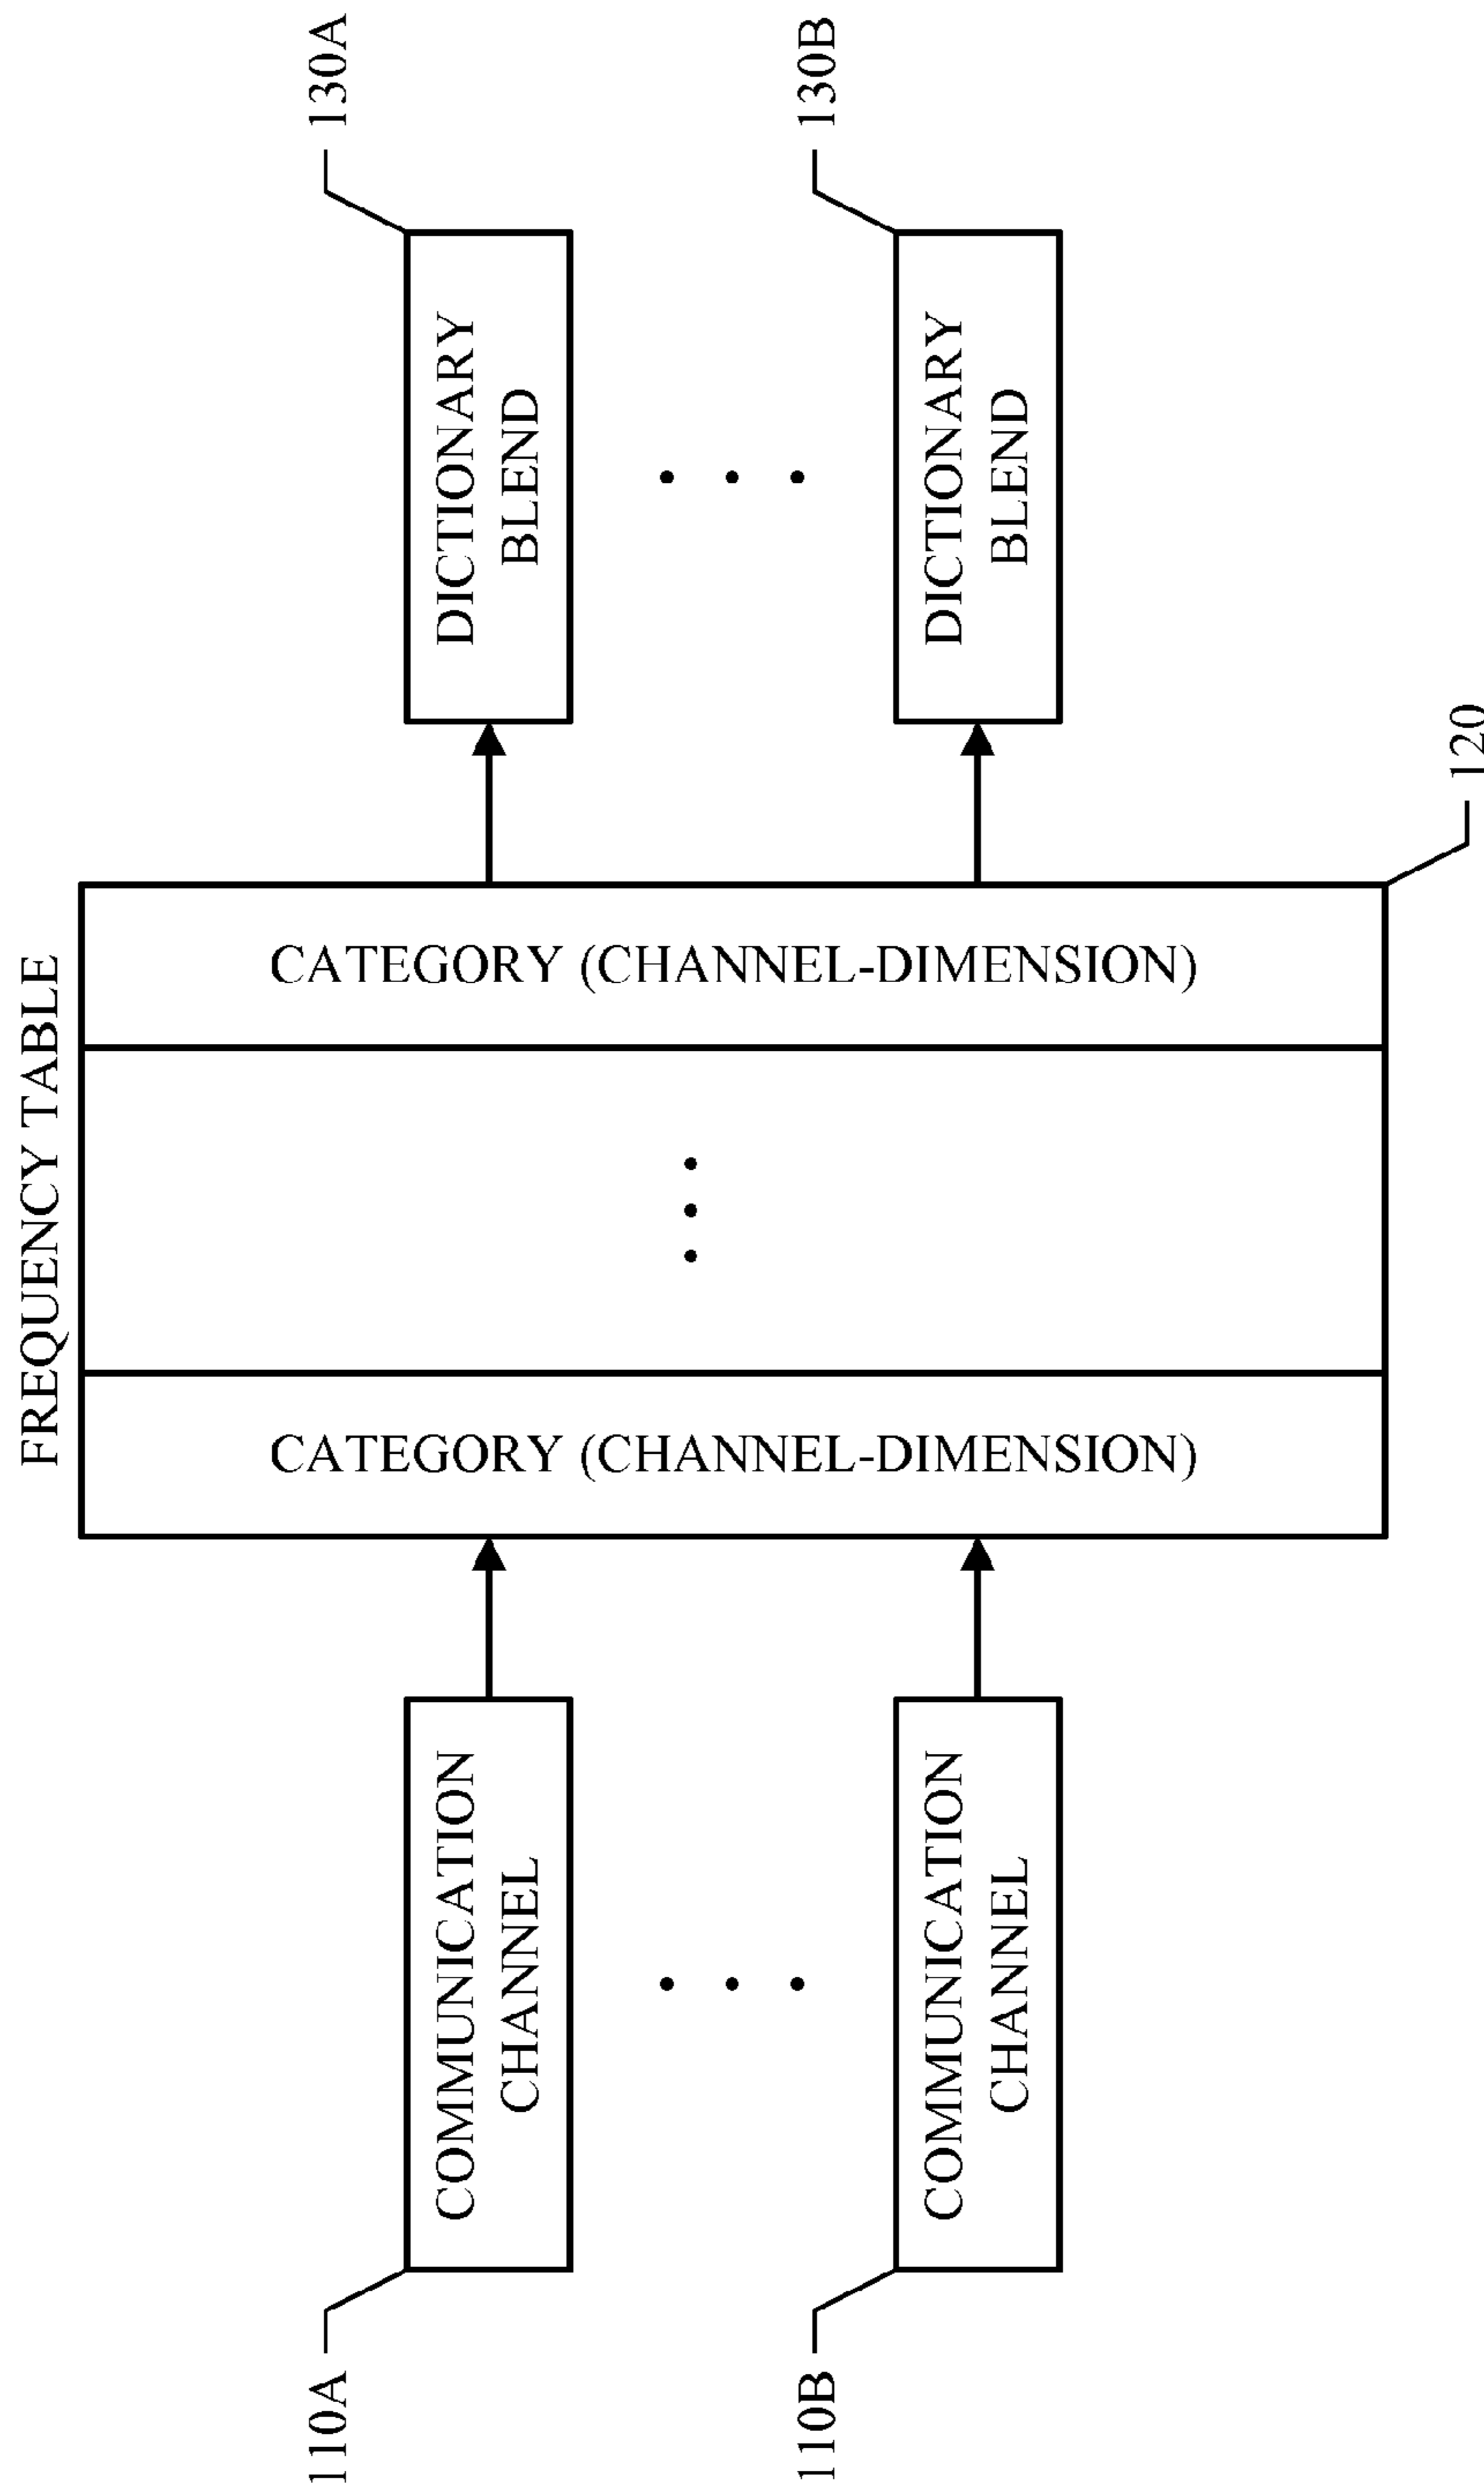 FREQUENCY TABLE
110A
COMMUNICATION
CHANNEL
110B
COMMUNICATION
CHANNEL
CATEGORY (CHANNEL-DIMENSION)
CATEGORY (CHANNEL-DIMENSION)
120
130A
DICTIONARY
BLEND
130B
DICTIONARY
BLEND